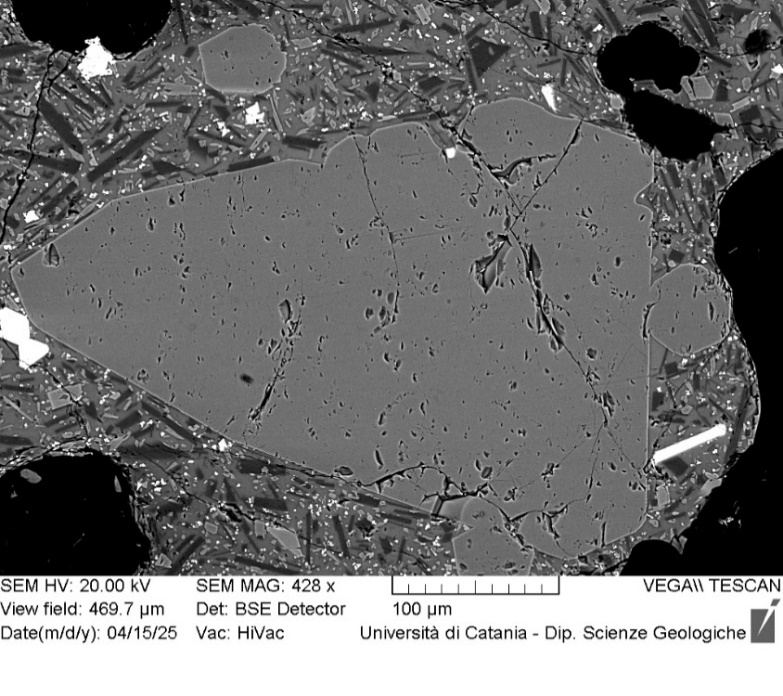 SEM HV: 20.00 kV SEM MAG: 428 x VEGA\\ TESCAN
View field: 469.7 µm Det: BSE Detector 100 µm
Date(m/d/y): 04/15/25 Vac: HiVac Università di Catania - Dip. Scienze Geologiche